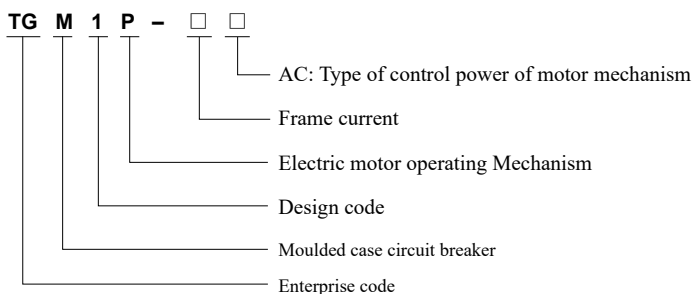 TG M 1 P – □ □
AC: Type of control power of motor mechanism
Frame current
Electric motor operating Mechanism
Design code
Moulded case circuit breaker
Enterprise code